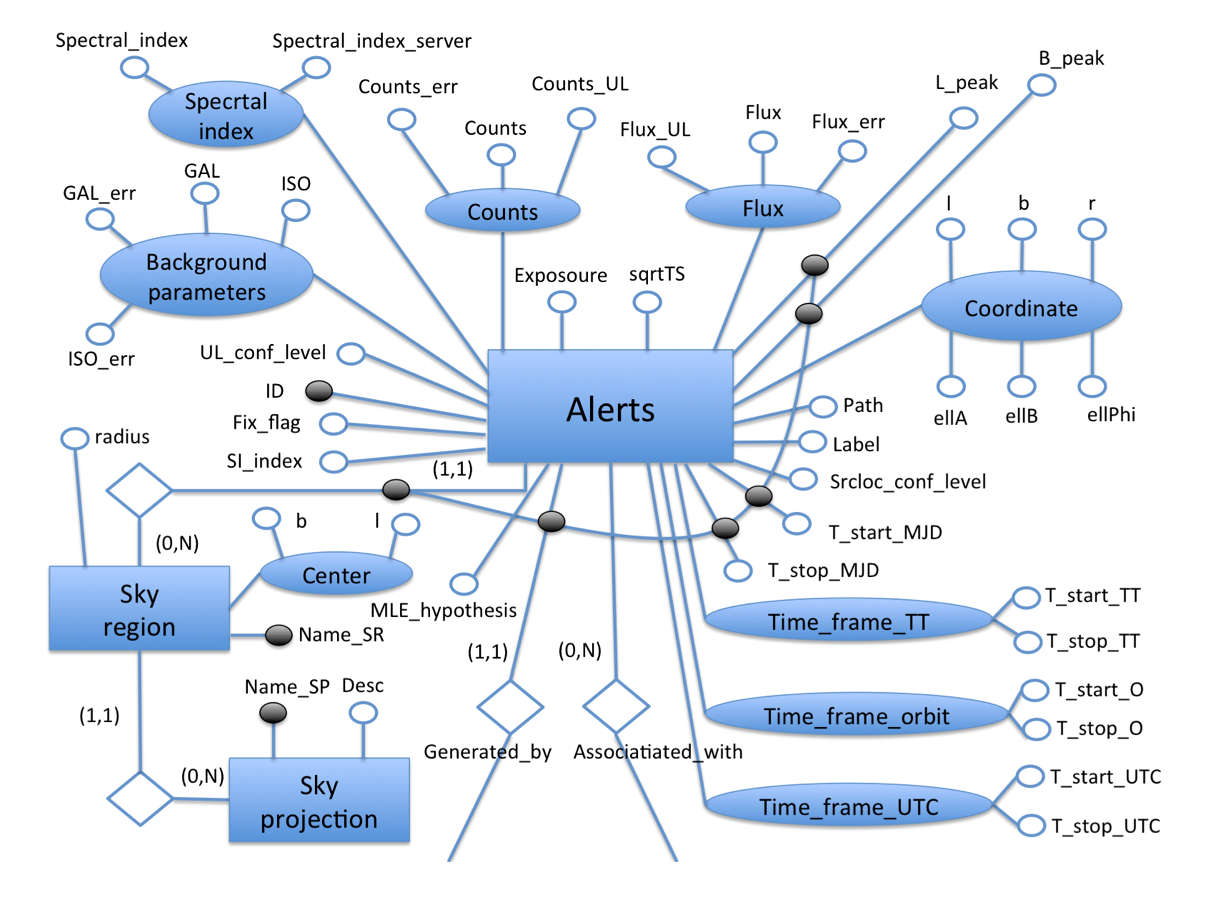 Spectral_index
Spectral_index_server
B_peak
L_peak
Counts_err
Counts_UL
Specrtal
index
Counts
Flux_UL
Flux
Flux_err
GAL_err
GAL
ISO
Counts
Flux
l
b
r
Background
parameters
Exposoure
sqrtTS
Coordinate
ISO_err
UL_conf_level
ID
Fix_flag
SI_index
Alerts
Path
Label
Srcloc_conf_level
ellA
ellB
ellPhi
radius
(1,1)
T_start_MJD
T_stop_MJD
(0,N)
b
l
Center
Sky
region
Name_SR
MLE_hypothesis
Time_frame_TT
T_start_TT
T_stop_TT
(1,1)
(0,N)
(1,1)
Name_SP
Desc
Time_frame_orbit
T_start_O
T_stop_O
Generated_by
Associatiated_with
(0,N)
Sky
projection
Time_frame_UTC
T_start_UTC
T_stop_UTC